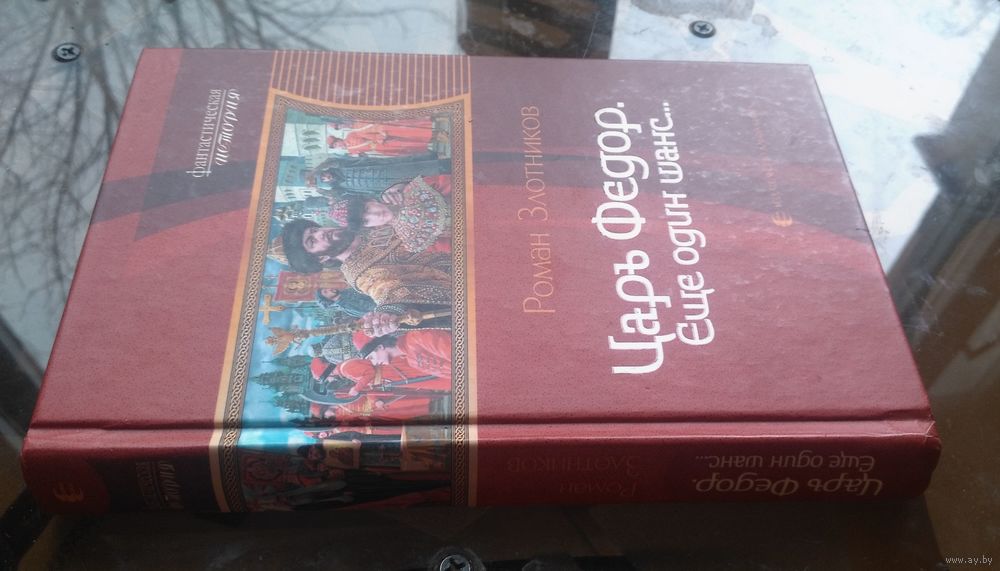 фантастическая
история
Роман Злотников
Царь Федор.
Еще один шанс...
Роман
Злотников
Царь Федор.
Еще один шанс...
www.ay.by